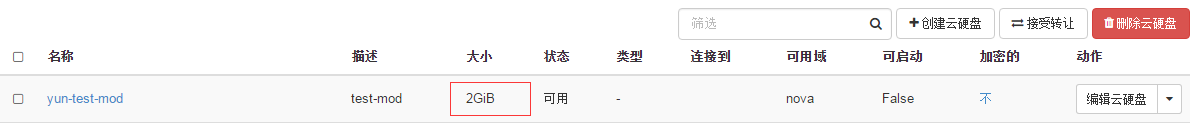 筛选 创建云硬盘 接受转让 删除云硬盘
名称 描述 大小 状态 类型 连接到 可用域 可启动 加密的 动作
yun-test-mod test-mod 2GiB 可用 - nova False 不 编辑云硬盘